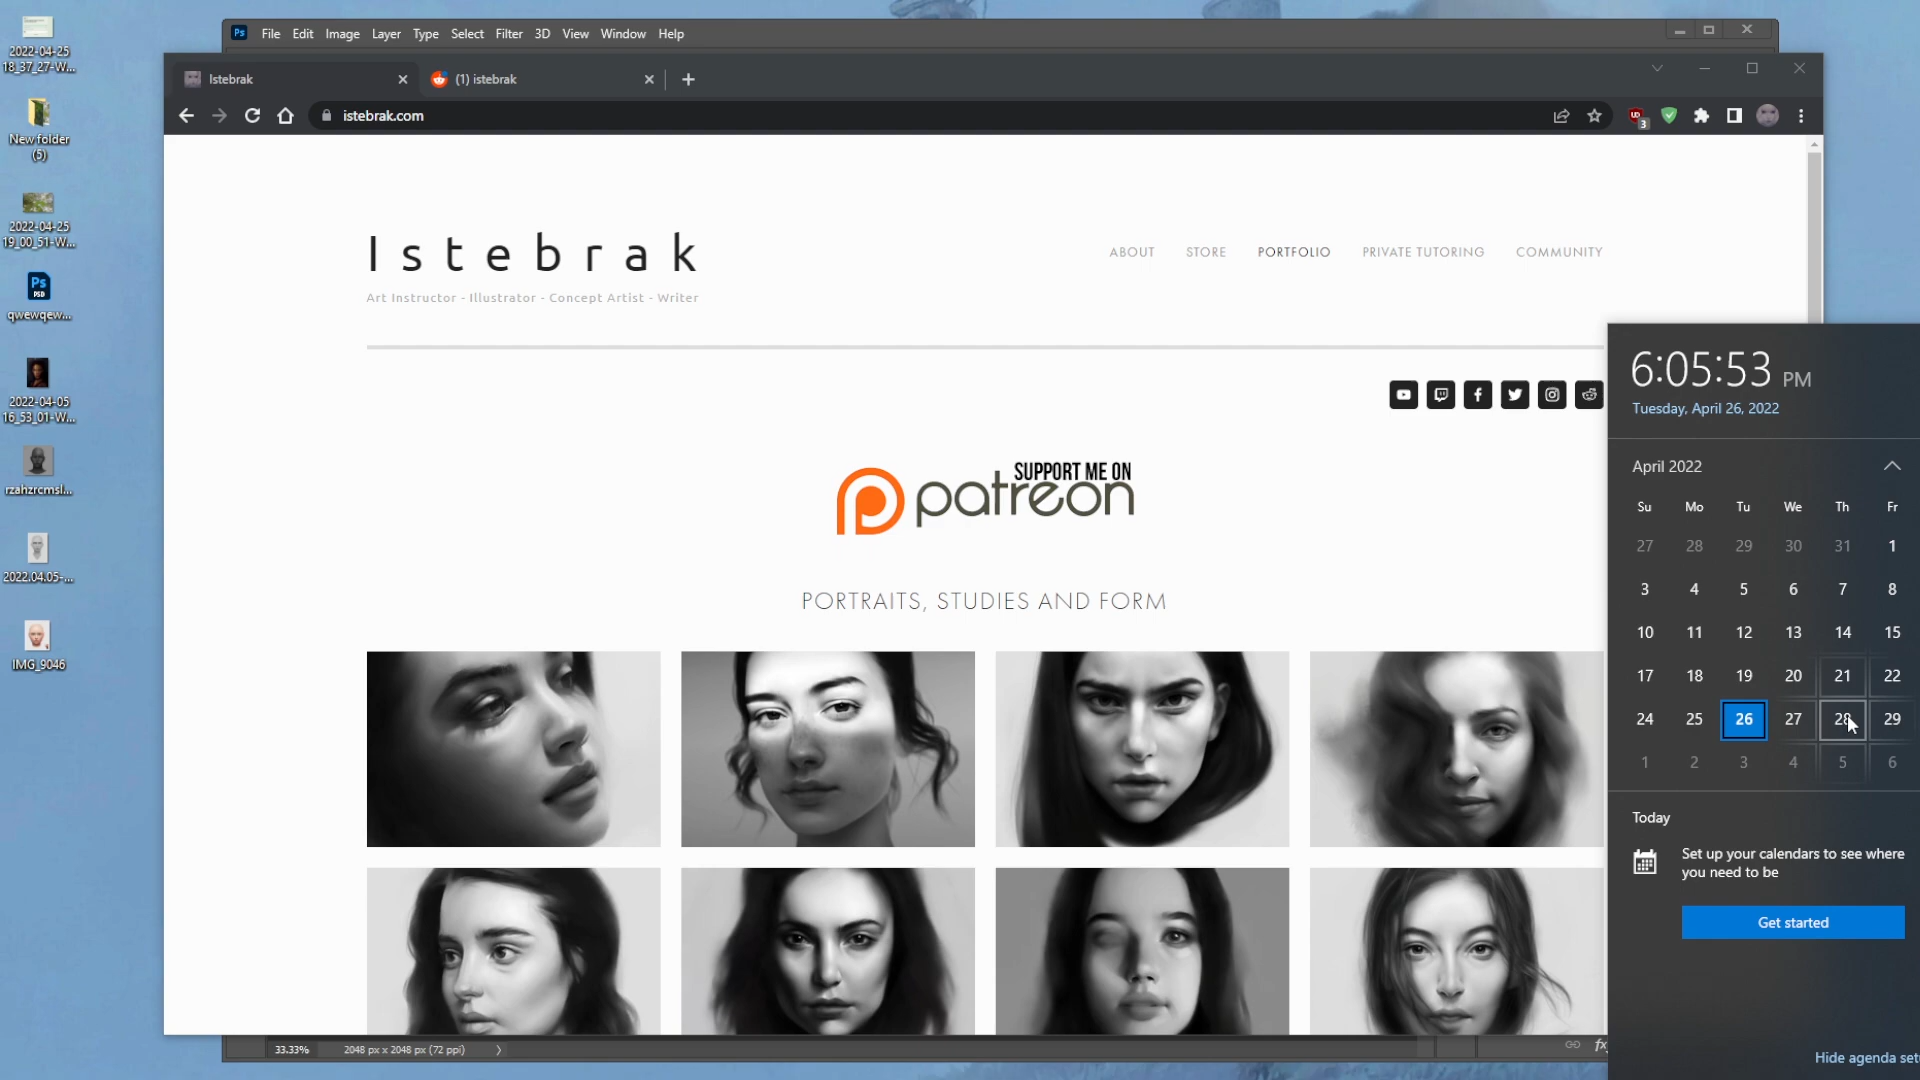 2022-04-25
18_37_27-W...
New folder
(5)
2022-04-25
19_00_51-W...
Ps
PSD
qwewqew...
2022-04-05
16_53_01-W...
rzahzrcmsl...
2022.04.05-...
IMG_9046
Ps File Edit Image Layer Type Select Filter 3D View Window Help
Istebrak
(1) istebrak
istebrak.com
3
Istebrak
Art Instructor - Illustrator - Concept Artist - Writer
ABOUT STORE PORTFOLIO PRIVATE TUTORING COMMUNITY
SUPPORT ME ON
patreon
PORTRAITS, STUDIES AND FORM
33.33% 2048 px x 2048 px (72 ppi)
fx
6:05:53 PM
Tuesday, April 26, 2022
April 2022
Su Mo Tu We Th Fr
27 28 29 30 31 1
3 4 5 6 7 8
10 11 12 13 14 15
17 18 19 20 21 22
24 25 26 27 28 29
1 2 3 4 5 6
Today
Set up your calendars to see where
you need to be
Get started
Hide agenda set